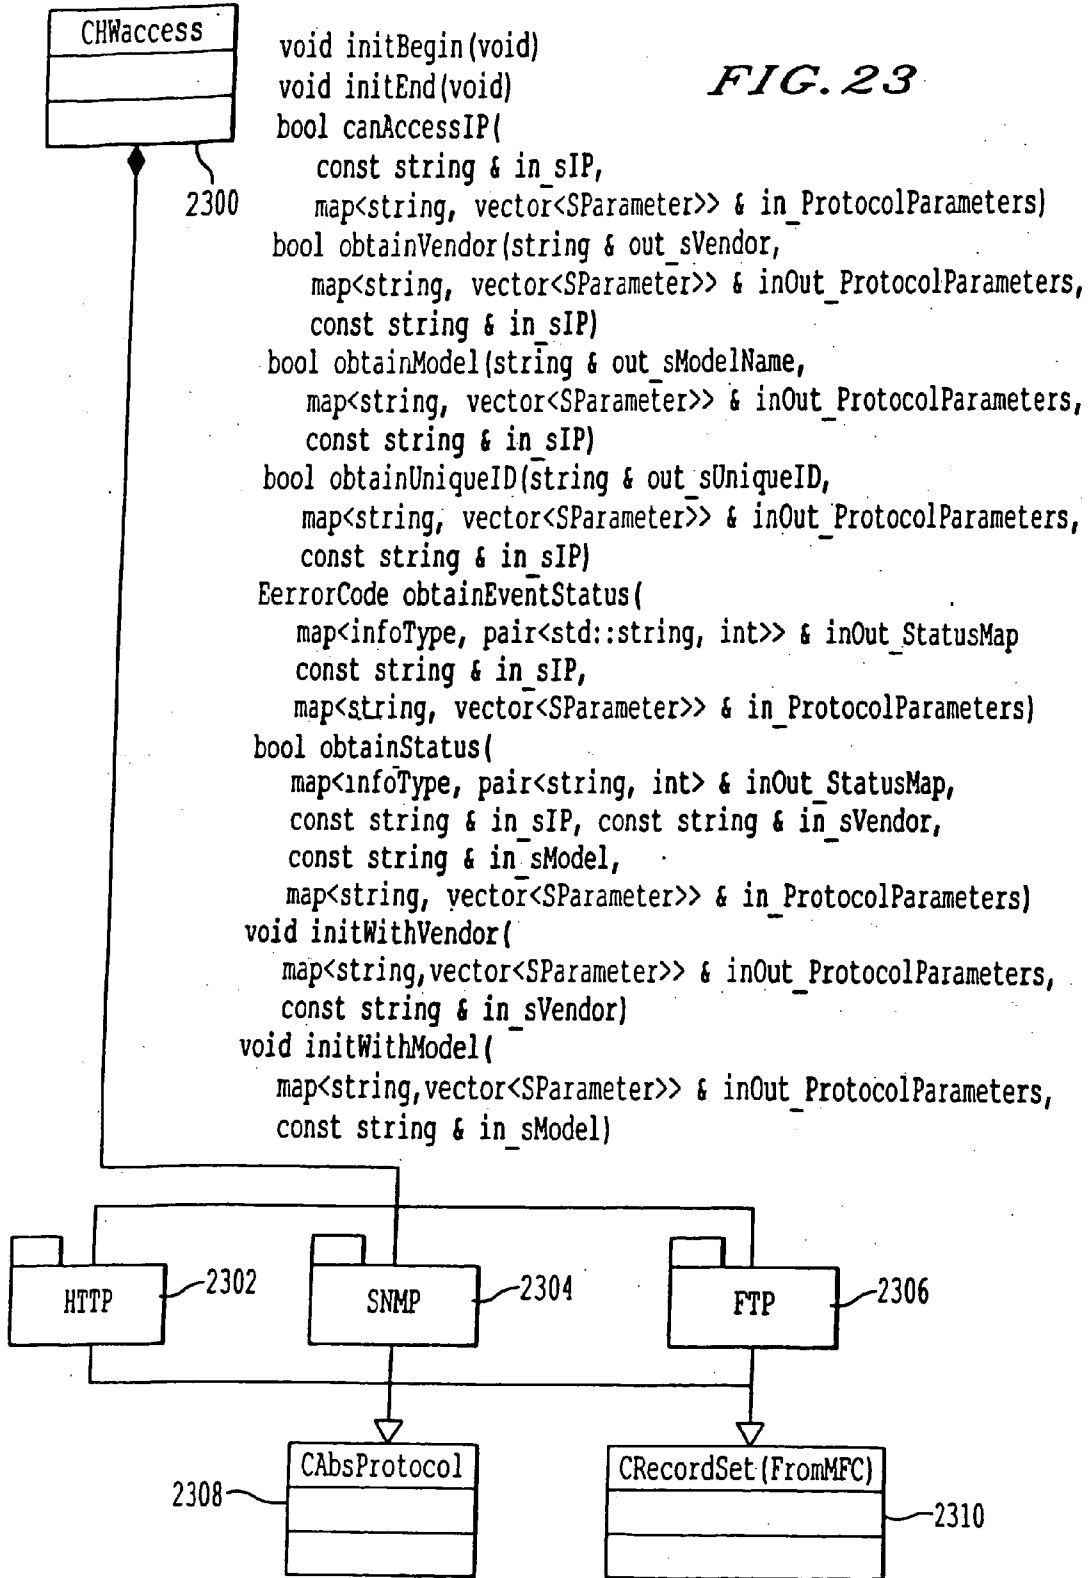 CHWaccess
FIG. 23
2300
void initBegin(void)
void initEnd(void)
bool canAccessIP(
const string & in_sIP,
map<string, vector<SParameter>> & in_ProtocolParameters)
bool obtainVendor(string & out_sVendor,
map<string, vector<SParameter>> & inOut_ProtocolParameters,
const string & in_sIP)
bool obtainModel(string & out_sModelName,
map<string, vector<SParameter>> & inOut_ProtocolParameters,
const string & in_sIP)
bool obtainUniqueID(string & out_sUniqueID,
map<string, vector<SParameter>> & inOut_ProtocolParameters,
const string & in_sIP)
EerrorCode obtainEventStatus(
map<infoType, pair<std::string, int>> & inOut_StatusMap
const string & in_sIP,
map<string, vector<SParameter>> & in_ProtocolParameters)
bool obtainStatus(
map<infoType, pair<string, int> & inOut_StatusMap,
const string & in_sIP, const string & in_sVendor,
const string & in_sModel,
map<string, vector<SParameter>> & in_ProtocolParameters)
void initWithVendor(
map<string,vector<SParameter>> & inOut_ProtocolParameters,
const string & in_sVendor)
void initWithModel(
map<string,vector<SParameter>> & inOut_ProtocolParameters,
const string & in_sModel)
HTTP
2302
SNMP
2304
FTP
2306
CAbsProtocol
2308
CRecordSet(FromMFC)
2310